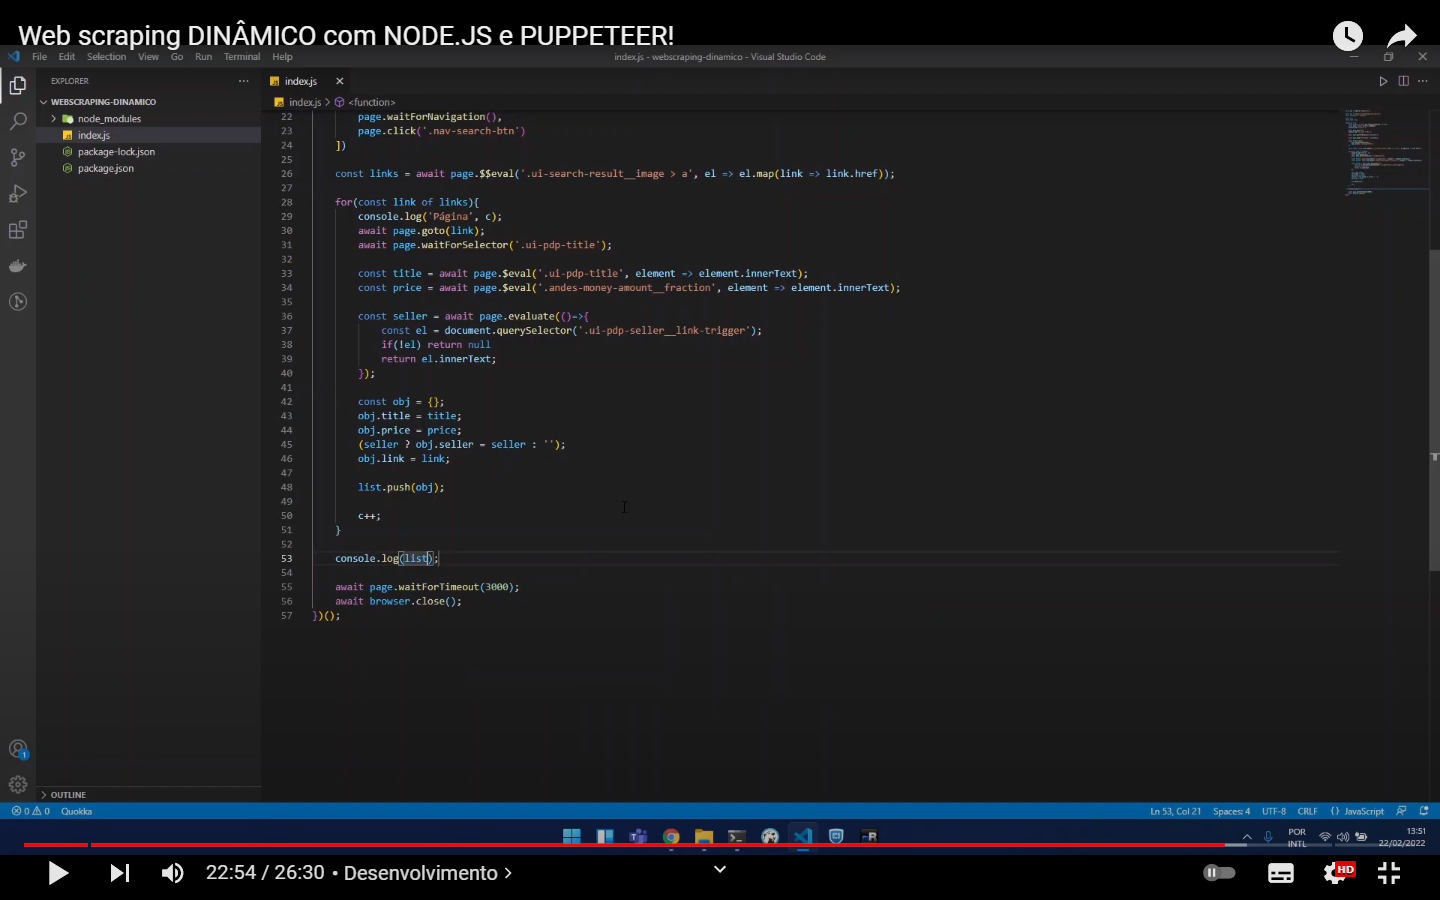 Web scraping DINÂMICO com NODE.JS e PUPPETEER!
File Edit Selection View Go Run Terminal Help
index.js - webscraping-dinamico - Visual Studio Code
EXPLORER
WEBSCRAPING-DINAMICO
node_modules
index.js
package-lock.json
package.json
OUTLINE
index.js
index.js > <function>
22 page.waitForNavigation(),
23 page.click('.nav-search-btn')
24 ])
25
26 const links = await page.$$eval('.ui-search-result__image > a', el => el.map(link => link.href));
27
28 for(const link of links){
29 console.log('Página', c);
30 await page.goto(link);
31 await page.waitForSelector('.ui-pdp-title');
32
33 const title = await page.$eval('.ui-pdp-title', element => element.innerText);
34 const price = await page.$eval('.andes-money-amount__fraction', element => element.innerText);
35
36 const seller = await page.evaluate(()=>{
37 const el = document.querySelector('.ui-pdp-seller__link-trigger');
38 if(!el) return null
39 return el.innerText;
40 });
41
42 const obj = {};
43 obj.title = title;
44 obj.price = price;
45 (seller ? obj.seller = seller : '');
46 obj.link = link;
47
48 list.push(obj);
49
50 c++;
51 }
52
53 console.log(list);
54
55 await page.waitForTimeout(3000);
56 await browser.close();
57 })();
1
0 0 Quokka
Ln 53, Col 21 Spaces: 4 UTF-8 CRLF {} JavaScript
POR
INTL
13:51
22/02/2022
22:54 / 26:30 • Desenvolvimento >
HD